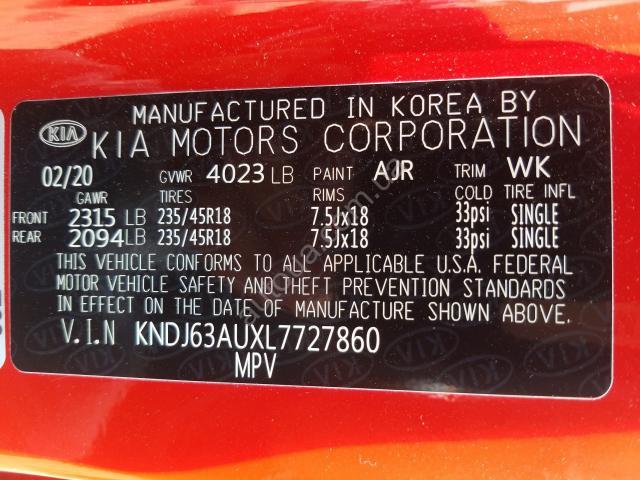 MANUFACTURED IN KOREA BY
KIA KIA MOTORS CORPORATION
02/20 GVWR 4023 LB PAINT AJR TRIM WK
GAWR TIRES RIMS COLD TIRE INFL
FRONT 2315 LB 235/45R18 7.5Jx18 33psi SINGLE
REAR 2094 LB 235/45R18 7.5Jx18 33psi SINGLE
THIS VEHICLE CONFORMS TO ALL APPLICABLE U.S.A. FEDERAL
MOTOR VEHICLE SAFETY AND THEFT PREVENTION STANDARDS
IN EFFECT ON THE DATE OF MANUFACTURE SHOWN ABOVE.
V.I.N KNDJ63AUXL7727860
MPV